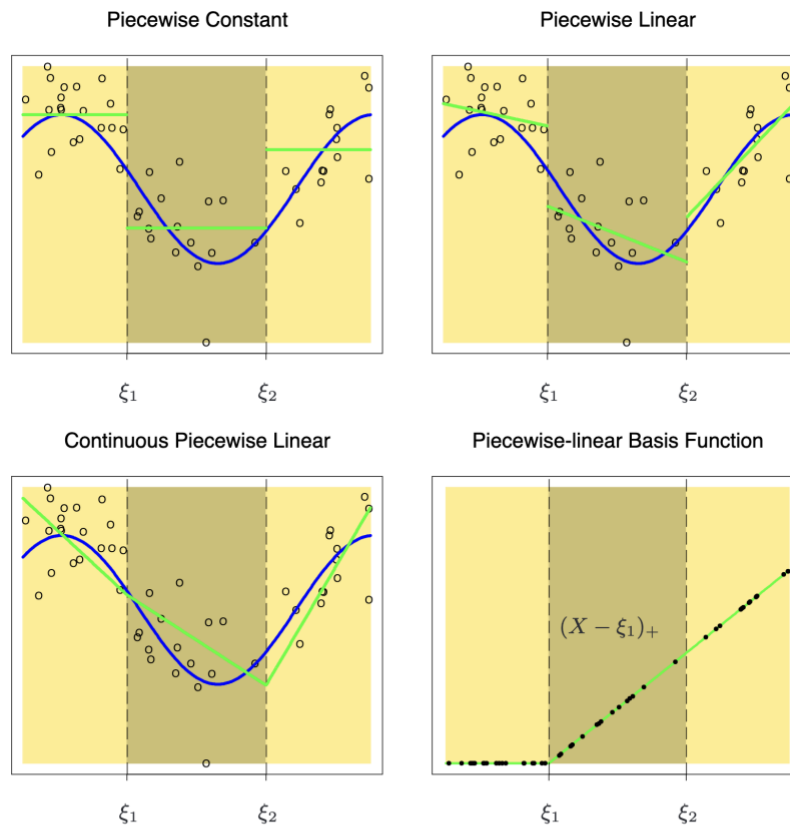 Piecewise Constant
Piecewise Linear
ξ₁ ξ₂
ξ₁ ξ₂
Continuous Piecewise Linear
Piecewise-linear Basis Function
(X − ξ₁)₊
ξ₁ ξ₂
ξ₁ ξ₂